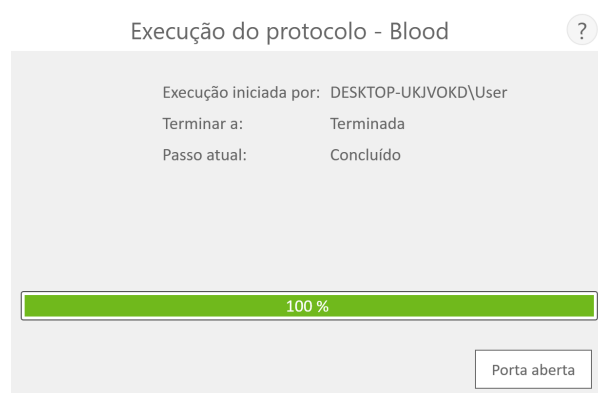 Execução do protocolo - Blood
?
Execução iniciada por: DESKTOP-UKJVOKD\User
Terminar a: Terminada
Passo atual: Concluído
100 %
Porta aberta